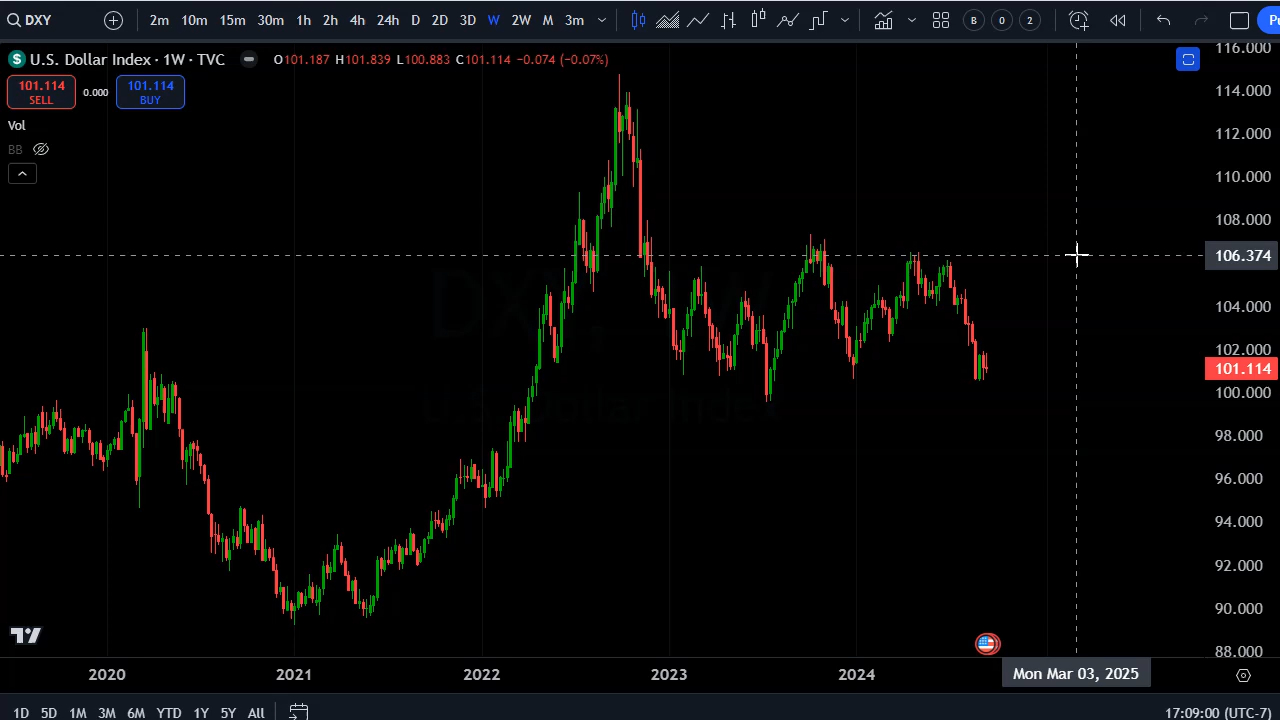 DXY 2m 10m 15m 30m 1h 2h 4h 24h D 2D 3D W 2W M 3m B 0 2
U.S. Dollar Index · 1W · TVC O101.187 H101.839 L100.883 C101.114 −0.074 (−0.07%)
101.114 SELL 0.000 101.114 BUY
Vol
BB
116.000
114.000
112.000
110.000
108.000
106.374
104.000
102.000
101.114
100.000
98.000
96.000
94.000
92.000
90.000
88.000
2020 2021 2022 2023 2024 Mon Mar 03, 2025
1D 5D 1M 3M 6M YTD 1Y 5Y All 17:09:00 (UTC-7)